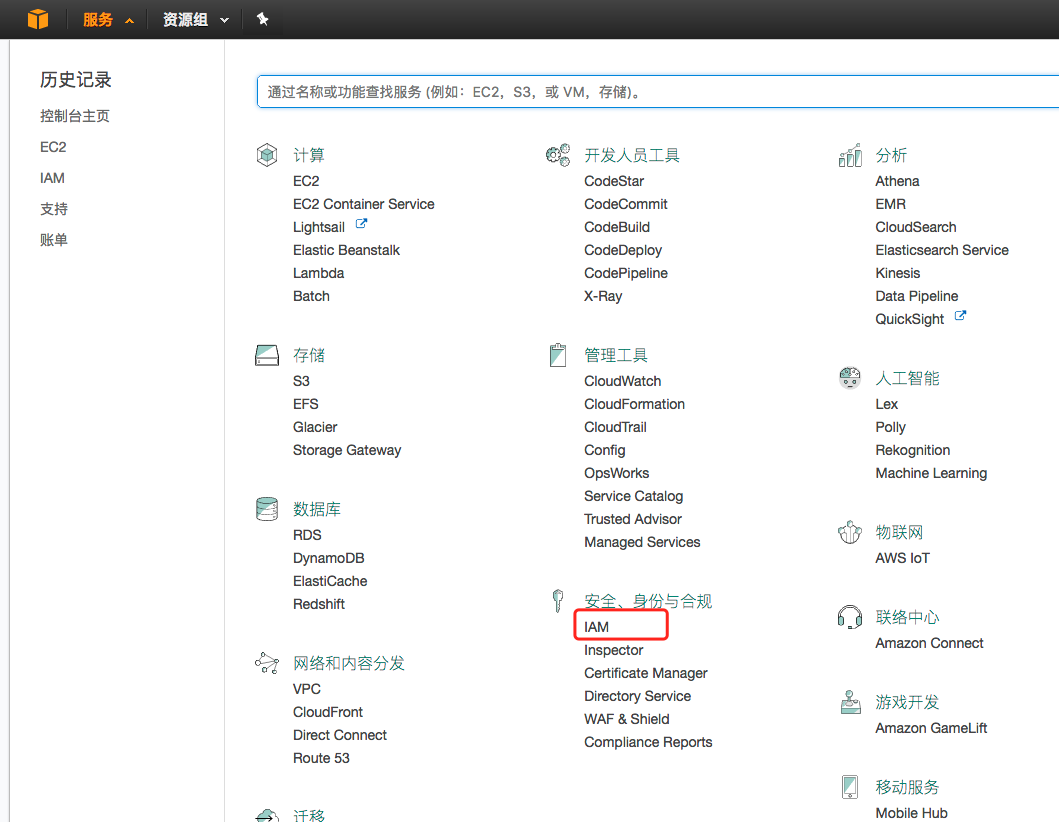 服务
资源组
历史记录
控制台主页
EC2
IAM
支持
账单
通过名称或功能查找服务 (例如：EC2，S3，或 VM，存储)。
计算
EC2
EC2 Container Service
Lightsail
Elastic Beanstalk
Lambda
Batch
存储
S3
EFS
Glacier
Storage Gateway
数据库
RDS
DynamoDB
ElastiCache
Redshift
网络和内容分发
VPC
CloudFront
Direct Connect
Route 53
迁移
开发人员工具
CodeStar
CodeCommit
CodeBuild
CodeDeploy
CodePipeline
X-Ray
管理工具
CloudWatch
CloudFormation
CloudTrail
Config
OpsWorks
Service Catalog
Trusted Advisor
Managed Services
安全、身份与合规
IAM
Inspector
Certificate Manager
Directory Service
WAF & Shield
Compliance Reports
分析
Athena
EMR
CloudSearch
Elasticsearch Service
Kinesis
Data Pipeline
QuickSight
人工智能
Lex
Polly
Rekognition
Machine Learning
物联网
AWS IoT
联络中心
Amazon Connect
游戏开发
Amazon GameLift
移动服务
Mobile Hub